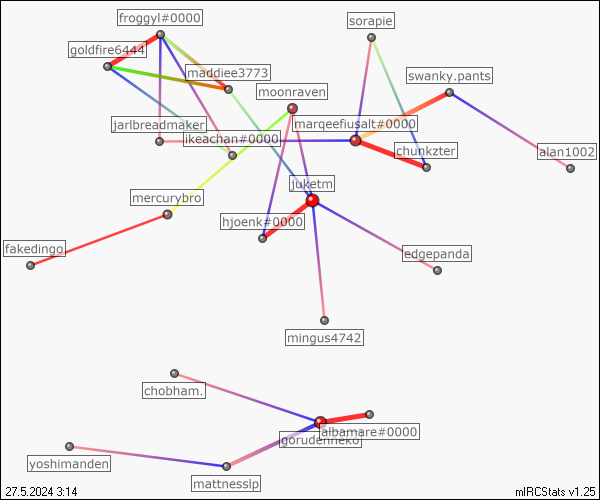 froggyl#0000
sorapie
goldfire6444
maddiee3773
swanky.pants
moonraven
jarlbreadmaker
marqeefiusalt#0000
ikeachan#0000
chunkzter
alan1002
juketm
mercurybro
hjoenk#0000
fakedingo
edgepanda
mingus4742
chobham.
albamare#0000
gorudenneko
yoshimanden
mattnesslp
27.5.2024 3:14
mIRCStats v1.25